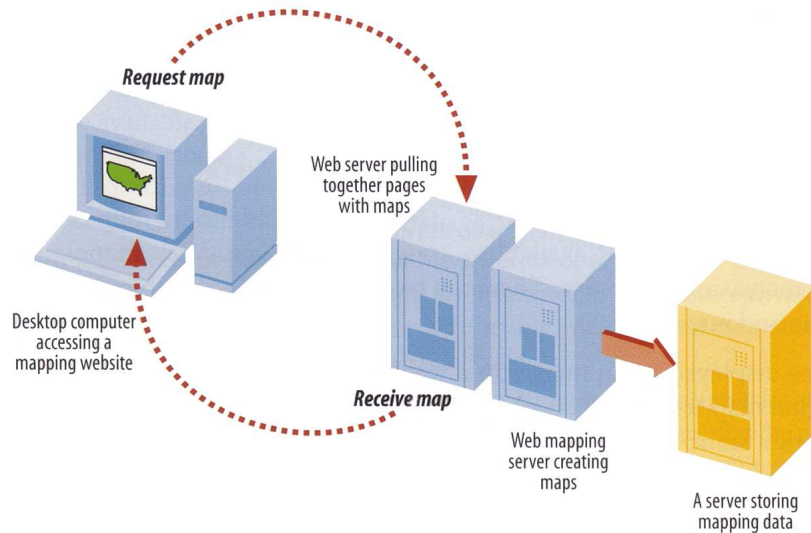 Request map
Web server pulling
together pages
with maps
Desktop computer
accessing a
mapping website
Receive map
Web mapping
server creating
maps
A server storing
mapping data